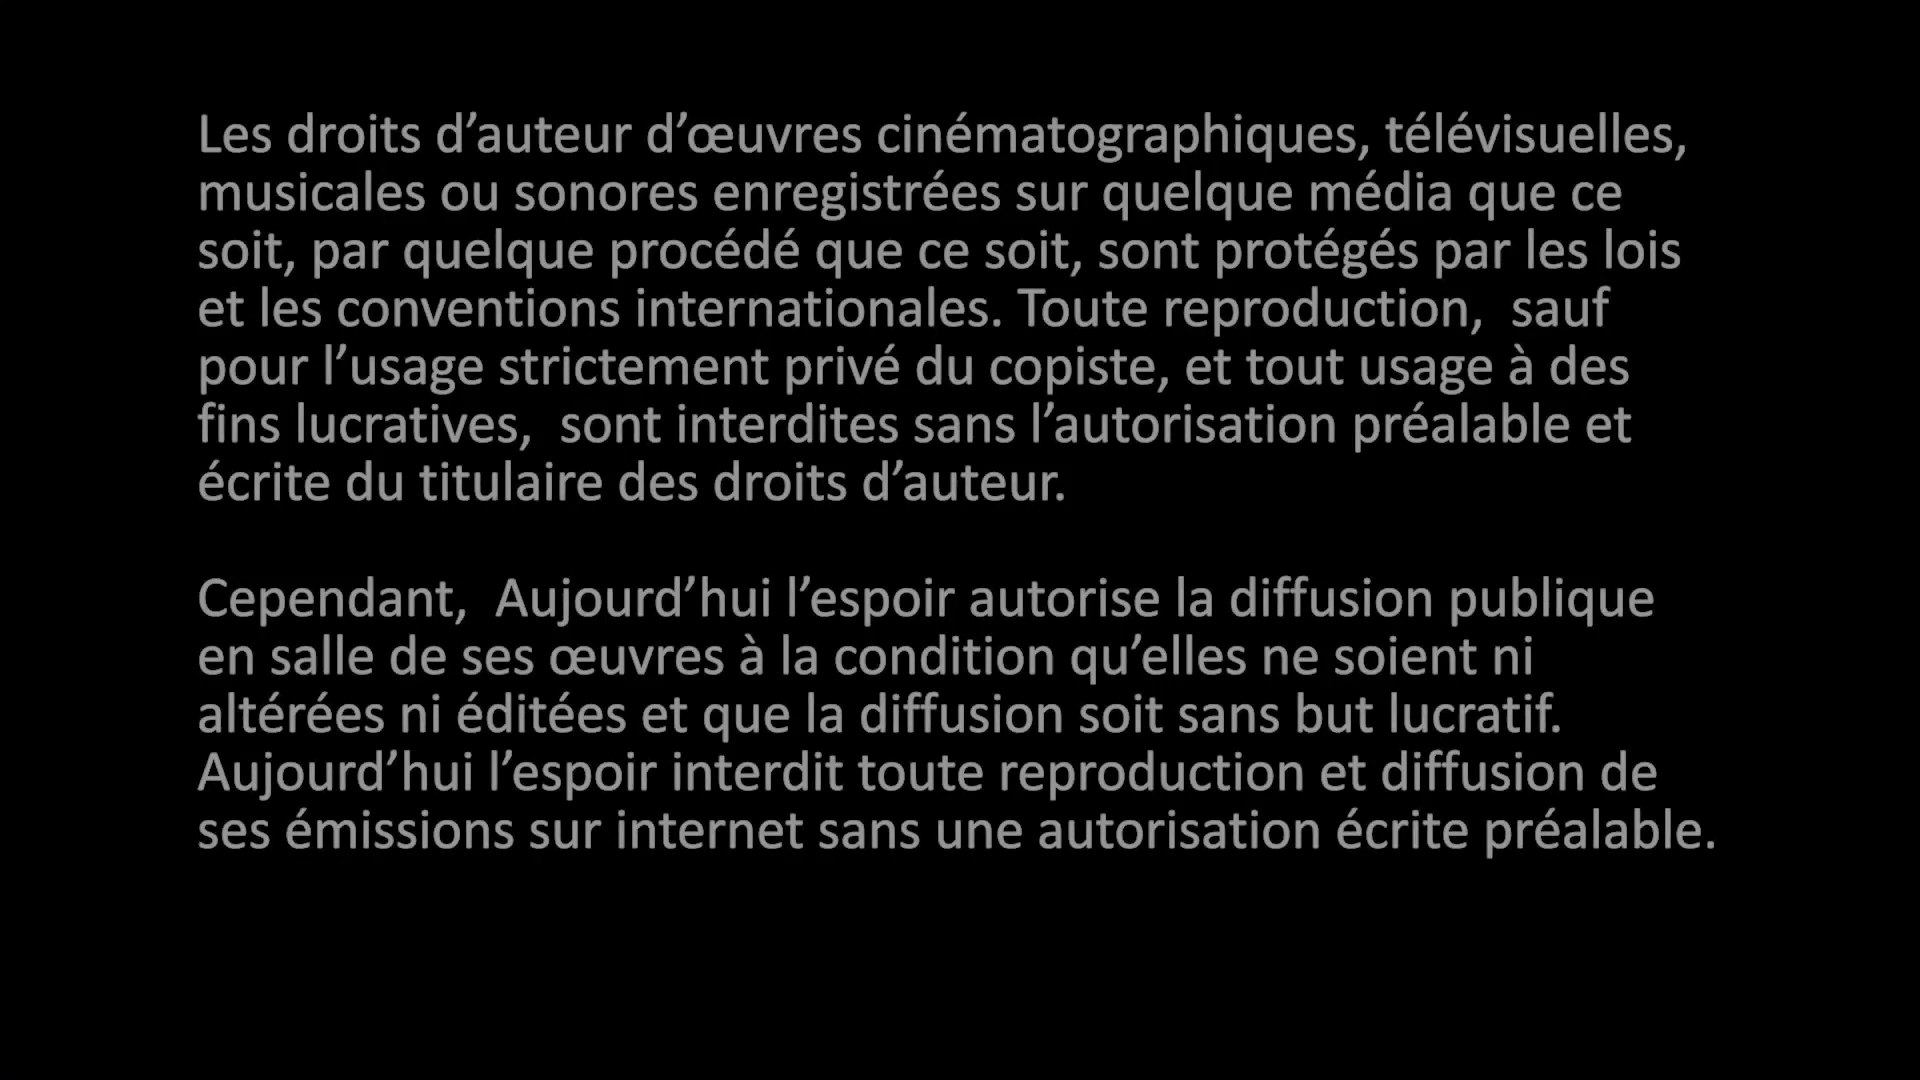 Les droits d’auteur d’œuvres cinématographiques, télévisuelles,
musicales ou sonores enregistrées sur quelque média que ce
soit, par quelque procédé que ce soit, sont protégés par les lois
et les conventions internationales. Toute reproduction,  sauf
pour l’usage strictement privé du copiste, et tout usage à des
fins lucratives,  sont interdites sans l’autorisation préalable et
écrite du titulaire des droits d’auteur.
Cependant,  Aujourd’hui l’espoir autorise la diffusion publique
en salle de ses œuvres à la condition qu’elles ne soient ni
altérées ni éditées et que la diffusion soit sans but lucratif.
Aujourd’hui l’espoir interdit toute reproduction et diffusion de
ses émissions sur internet sans une autorisation écrite préalable.